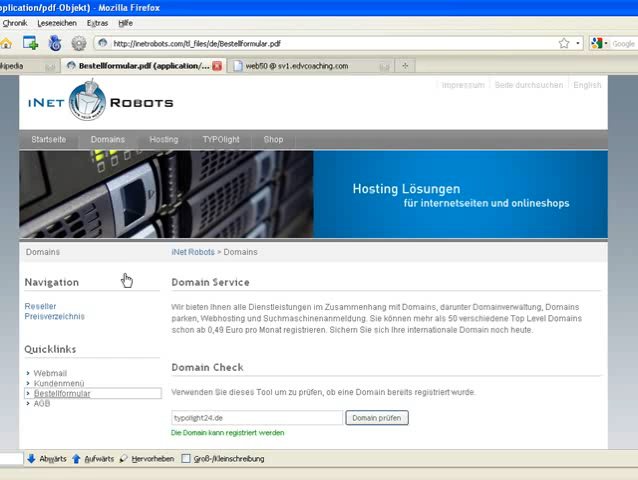 pplication/pdf-Objekt) - Mozilla Firefox
Chronik Lesezeichen Extras Hilfe
http://inetrobots.com/tl_files/de/Bestellformular.pdf
Google
kipedia
Bestellformular.pdf (application/...
web50 @ sv1.edvcoaching.com
Impressum Seite durchsuchen English
iNet Robots
Startseite Domains Hosting TYPOlight Shop
Hosting Lösungen
für internetseiten und onlineshops
Domains
iNet Robots > Domains
Navigation
Reseller
Preisverzeichnis
Quicklinks
Webmail
Kundenmenü
Bestellformular
AGB
Domain Service
Wir bieten Ihnen alle Dienstleistungen im Zusammenhang mit Domains, darunter Domainverwaltung, Domains
parken, Webhosting und Suchmaschinenanmeldung. Sie können mehr als 50 verschiedene Top Level Domains
schon ab 0,49 Euro pro Monat registrieren. Sichern Sie sich Ihre internationale Domain noch heute.
Domain Check
Verwenden Sie dieses Tool um zu prüfen, ob eine Domain bereits registriert wurde.
typolight24.de
Domain prüfen
Die Domain kann registriert werden
Abwärts Aufwärts Hervorheben Groß-/Kleinschreibung